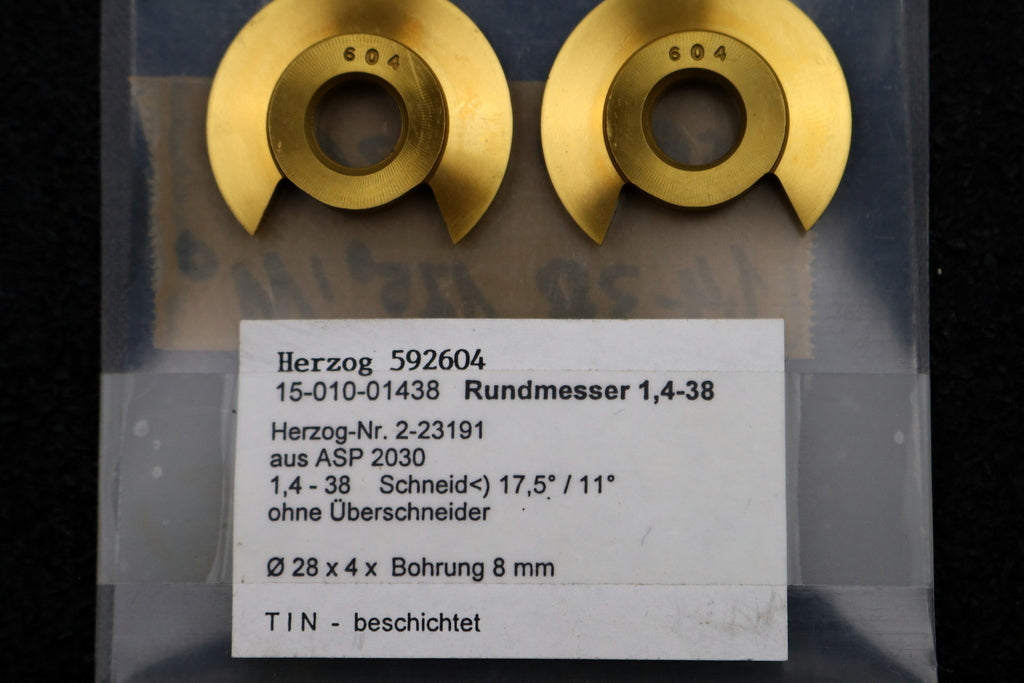 604
604
Herzog 592604
15-010-01438 Rundmesser 1,4-38
Herzog-Nr. 2-23191
aus ASP 2030
1,4 - 38 Schneid<) 17,5° / 11°
ohne Überschneider
Ø 28 x 4 x Bohrung 8 mm
TIN - beschichtet